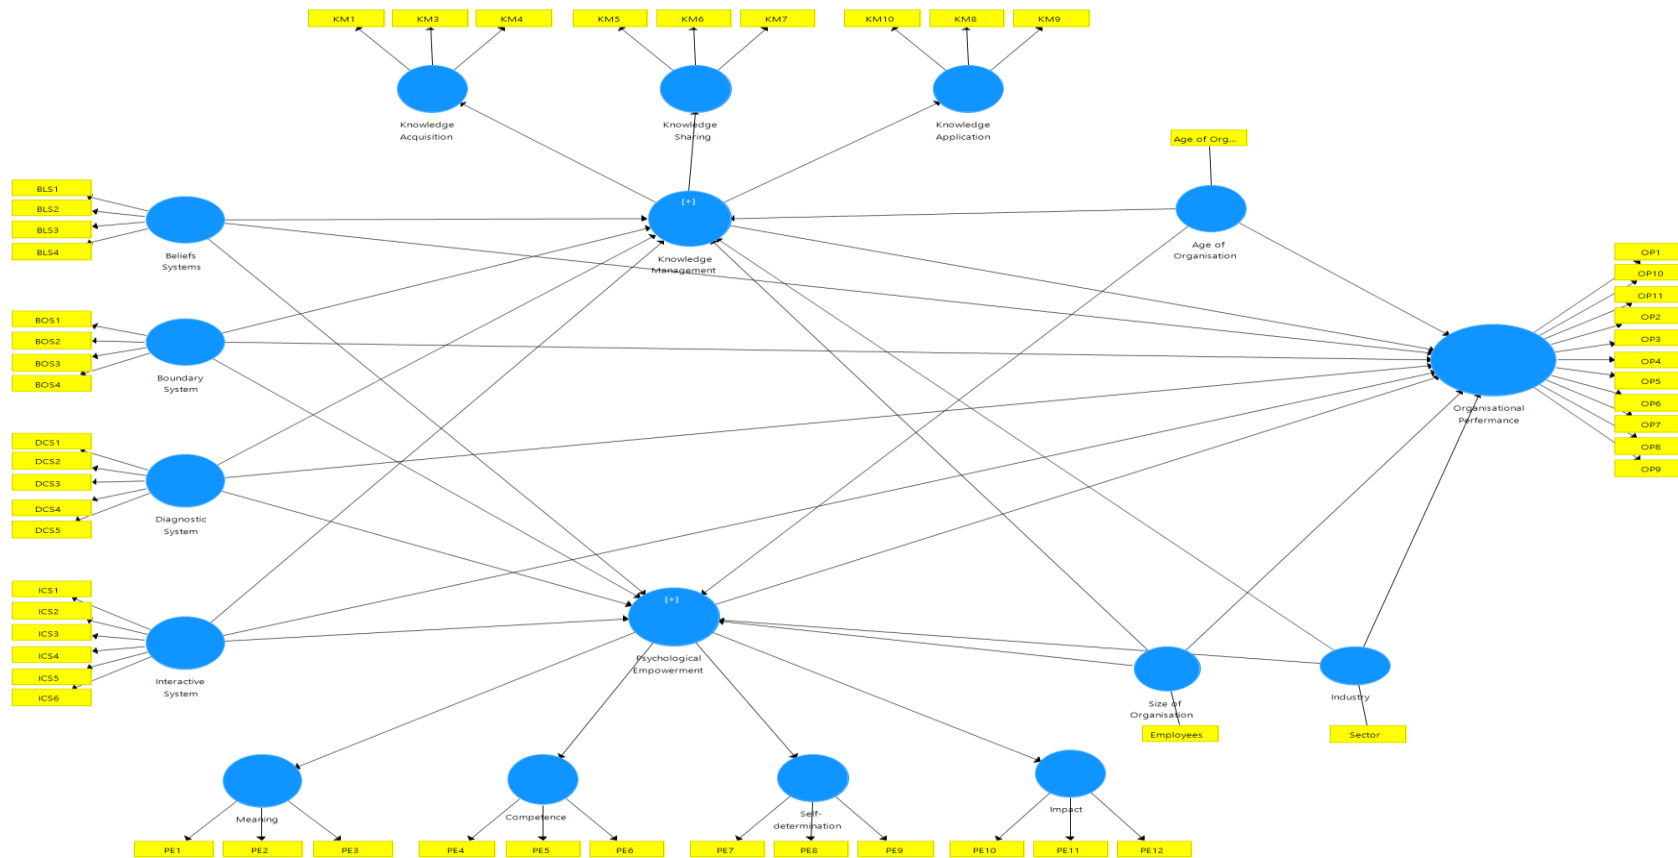 KM1
KM3
KM4
KM5
KM6
KM7
KM10
KM8
KM9
Knowledge
Acquisition
Knowledge
Sharing
Knowledge
Application
Age of Org...
BLS1
BLS2
BLS3
BLS4
Beliefs
Systems
[+]
Knowledge
Management
Age of
Organisation
OP1
OP10
OP11
OP2
OP3
OP4
OP5
OP6
OP7
OP8
OP9
Organisational
Perfermance
BOS1
BOS2
BOS3
BOS4
Boundary
System
DCS1
DCS2
DCS3
DCS4
DCS5
Diagnostic
System
ICS1
ICS2
ICS3
ICS4
ICS5
ICS6
Interactive
System
[+]
Psychological
Empowerment
Size of
Organisation
Employees
Industry
Sector
Meaning
Competence
Self-
determination
Impact
PE1
PE2
PE3
PE4
PE5
PE6
PE7
PE8
PE9
PE10
PE11
PE12